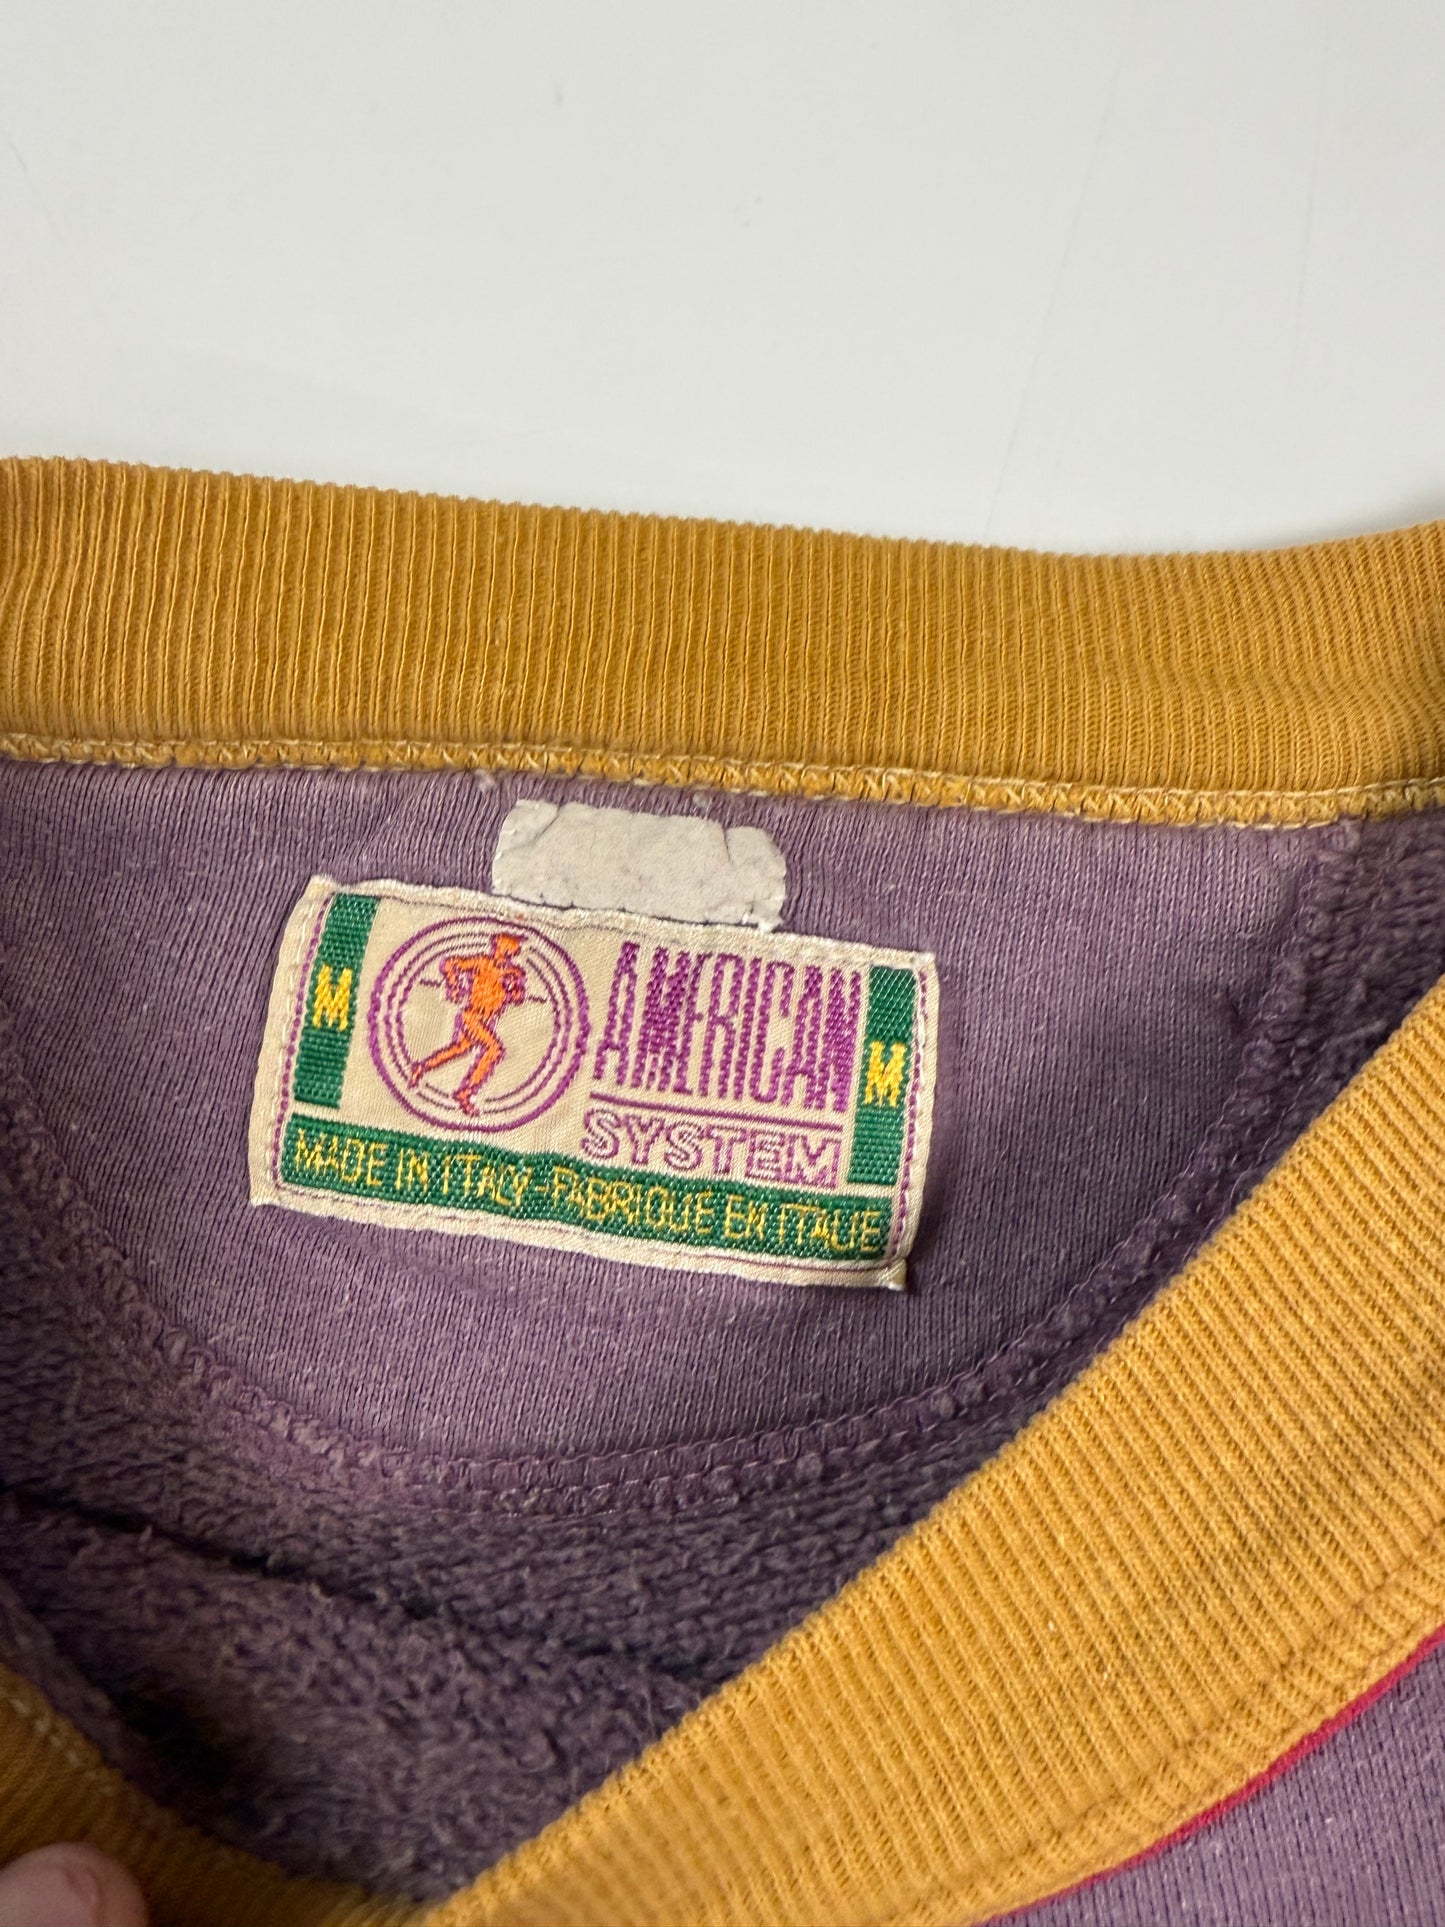 M
AMERICAN
M
SYSTEM
MADE IN ITALY-FABRIQUE EN ITALIE